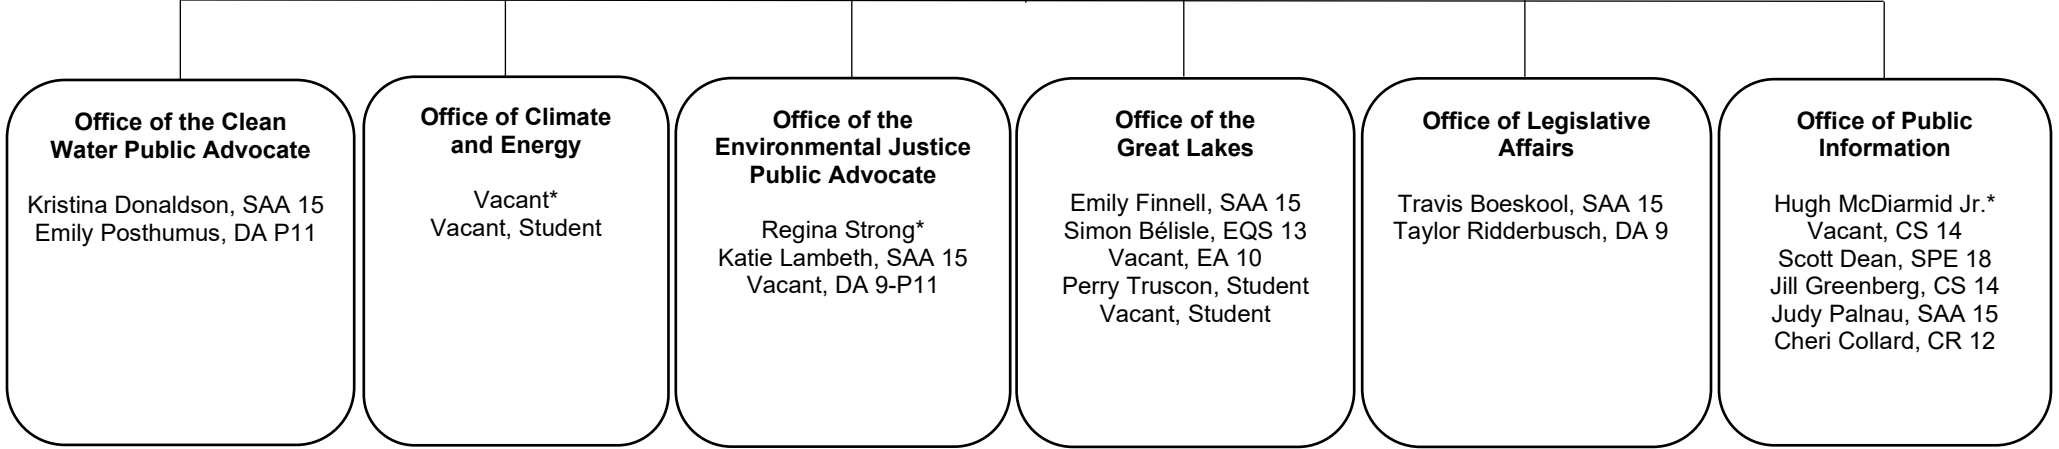 Office of the Clean
Water Public Advocate
Kristina Donaldson, SAA 15
Emily Posthumus, DA P11
Office of Climate
and Energy
Vacant*
Vacant, Student
Office of the
Environmental Justice
Public Advocate
Regina Strong*
Katie Lambeth, SAA 15
Vacant, DA 9-P11
Office of the
Great Lakes
Emily Finnell, SAA 15
Simon Bélisle, EQS 13
Vacant, EA 10
Perry Truscon, Student
Vacant, Student
Office of Legislative
Affairs
Travis Boeskool, SAA 15
Taylor Ridderbusch, DA 9
Office of Public
Information
Hugh McDiarmid Jr.*
Vacant, CS 14
Scott Dean, SPE 18
Jill Greenberg, CS 14
Judy Palnau, SAA 15
Cheri Collard, CR 12